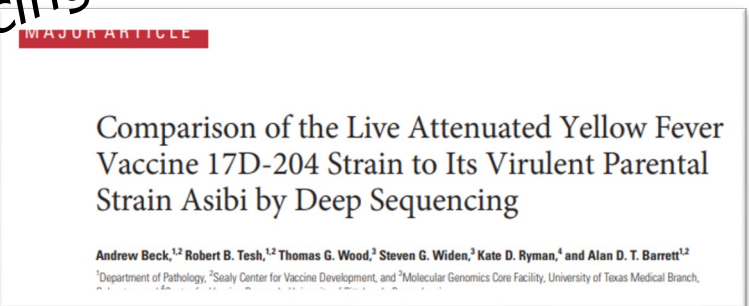 cing
MAJOR ARTICLE
Comparison of the Live Attenuated Yellow Fever
Vaccine 17D-204 Strain to Its Virulent Parental
Strain Asibi by Deep Sequencing
Andrew Beck,1,2 Robert B. Tesh,1,2 Thomas G. Wood,3 Steven G. Widen,3 Kate D. Ryman,4 and Alan D. T. Barrett1,2
1Department of Pathology, 2Sealy Center for Vaccine Development, and 3Molecular Genomics Core Facility, University of Texas Medical Branch,